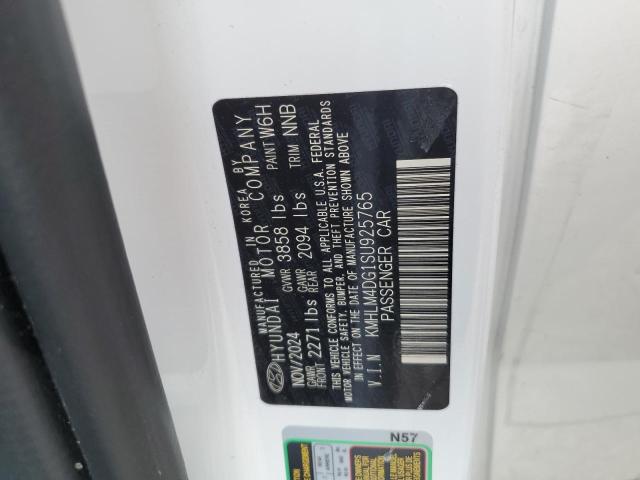 MANUFACTURED IN KOREA BY
HYUNDAI MOTOR COMPANY
NOV/2024 GVWR 3858 lbs PAINT W6H
GAWR FRONT 2271 lbs GAWR REAR 2094 lbs TRIM NNB
THIS VEHICLE CONFORMS TO ALL APPLICABLE U.S.A. FEDERAL
MOTOR VEHICLE SAFETY, BUMPER, AND THEFT PREVENTION STANDARDS
IN EFFECT ON THE DATE OF MANUFACTURE SHOWN ABOVE
V.I.N KMHLM4DG1SU925765
PASSENGER CAR
N57